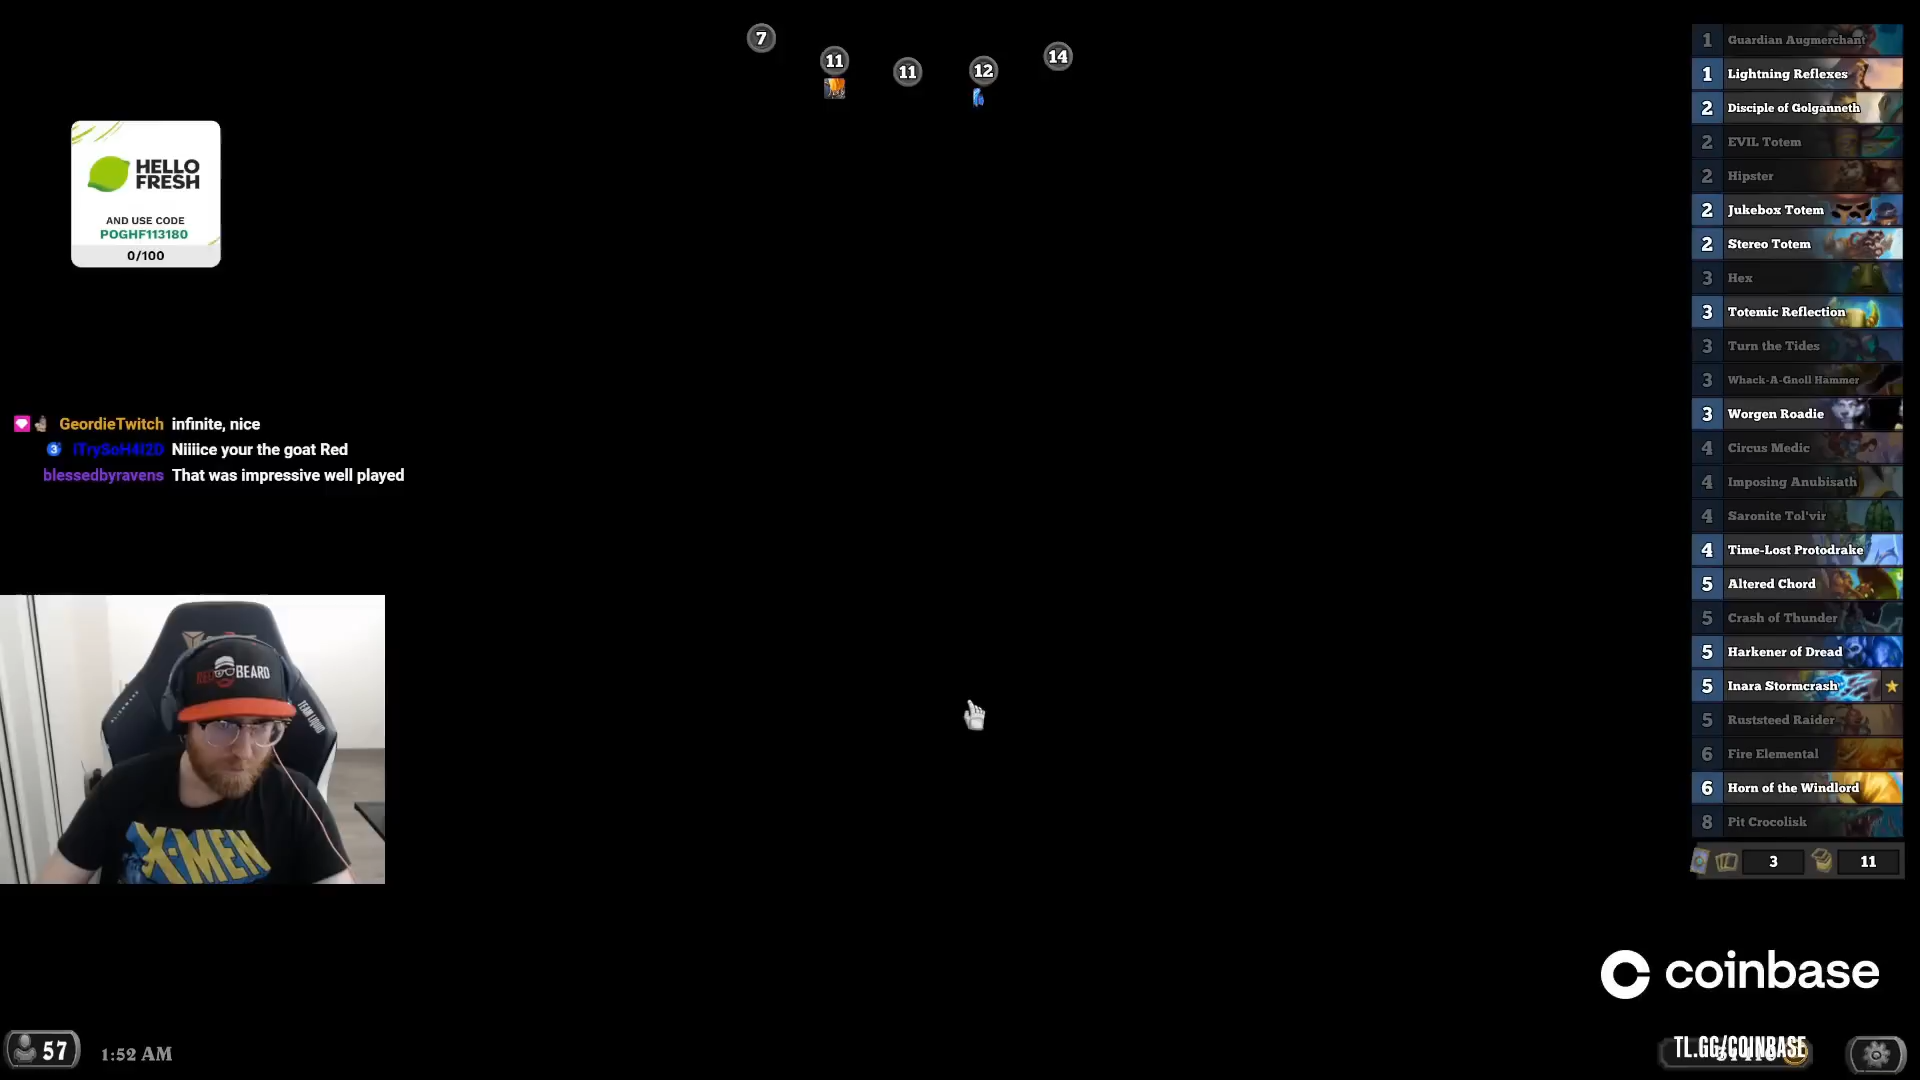 7
11
11
12
14
HELLO
FRESH
AND USE CODE
POGHF113180
0/100
GeordieTwitch infinite, nice
3 iTrySoH4l2D Niiiice your the goat Red
blessedbyravens That was impressive well played
RED BEARD
ALIENWARE
TEAM LIQUID
X-MEN
1 Guardian Augmerchant
1 Lightning Reflexes
2 Disciple of Golganneth
2 EVIL Totem
2 Hipster
2 Jukebox Totem
2 Stereo Totem
3 Hex
3 Totemic Reflection
3 Turn the Tides
3 Whack-A-Gnoll Hammer
3 Worgen Roadie
4 Circus Medic
4 Imposing Anubisath
4 Saronite Tol'vir
4 Time-Lost Protodrake
5 Altered Chord
5 Crash of Thunder
5 Harkener of Dread
5 Inara Stormcrash
5 Ruststeed Raider
6 Fire Elemental
6 Horn of the Windlord
8 Pit Crocolisk
3 11
coinbase
57 1:52 AM
TL.GG/COINBASE